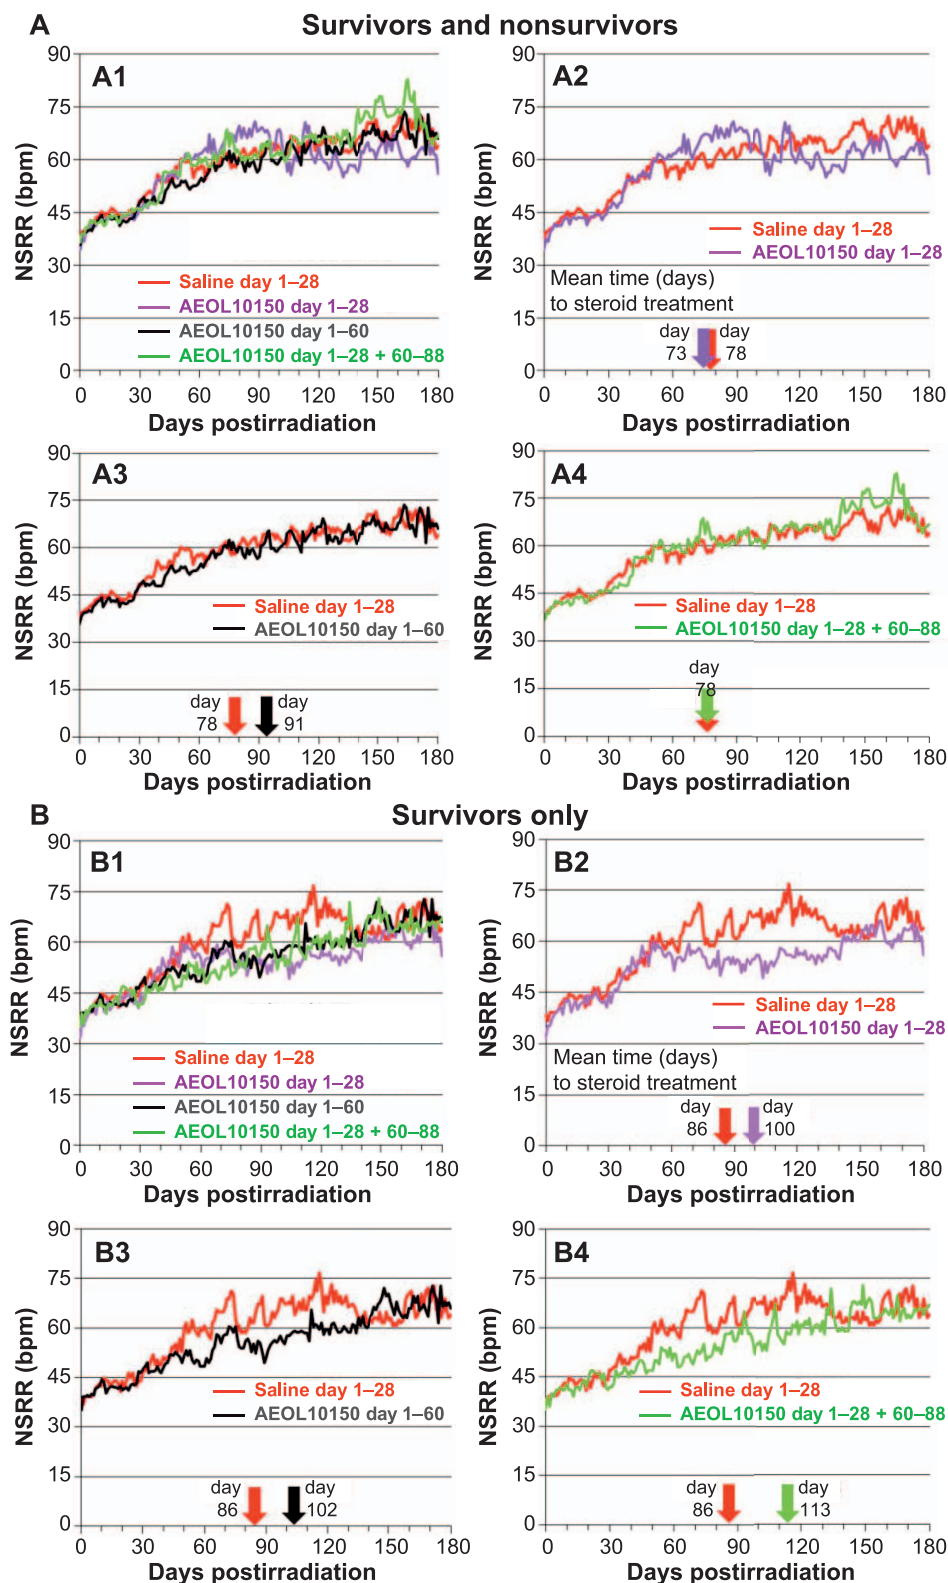 A Survivors and nonsurvivors
A1
NSRR (bpm)
90
75
60
45
30
15
0
Saline day 1–28
AEOL10150 day 1–28
AEOL10150 day 1–60
AEOL10150 day 1–28 + 60–88
0 30 60 90 120 150 180
Days postirradiation
A2
NSRR (bpm)
90
75
60
45
30
15
0
Saline day 1–28
AEOL10150 day 1–28
Mean time (days)
to steroid treatment
day 73
day 78
0 30 60 90 120 150 180
Days postirradiation
A3
NSRR (bpm)
90
75
60
45
30
15
0
Saline day 1–28
AEOL10150 day 1–60
day 78
day 91
0 30 60 90 120 150 180
Days postirradiation
A4
NSRR (bpm)
90
75
60
45
30
15
0
Saline day 1–28
AEOL10150 day 1–28 + 60–88
day
78
0 30 60 90 120 150 180
Days postirradiation
B Survivors only
B1
NSRR (bpm)
90
75
60
45
30
15
0
Saline day 1–28
AEOL10150 day 1–28
AEOL10150 day 1–60
AEOL10150 day 1–28 + 60–88
0 30 60 90 120 150 180
Days postirradiation
B2
NSRR (bpm)
90
75
60
45
30
15
0
Saline day 1–28
AEOL10150 day 1–28
Mean time (days)
to steroid treatment
day 86
day 100
0 30 60 90 120 150 180
Days postirradiation
B3
NSRR (bpm)
90
75
60
45
30
15
0
Saline day 1–28
AEOL10150 day 1–60
day 86
day 102
0 30 60 90 120 150 180
Days postirradiation
B4
NSRR (bpm)
90
75
60
45
30
15
0
Saline day 1–28
AEOL10150 day 1–28 + 60–88
day 86
day 113
0 30 60 90 120 150 180
Days postirradiation